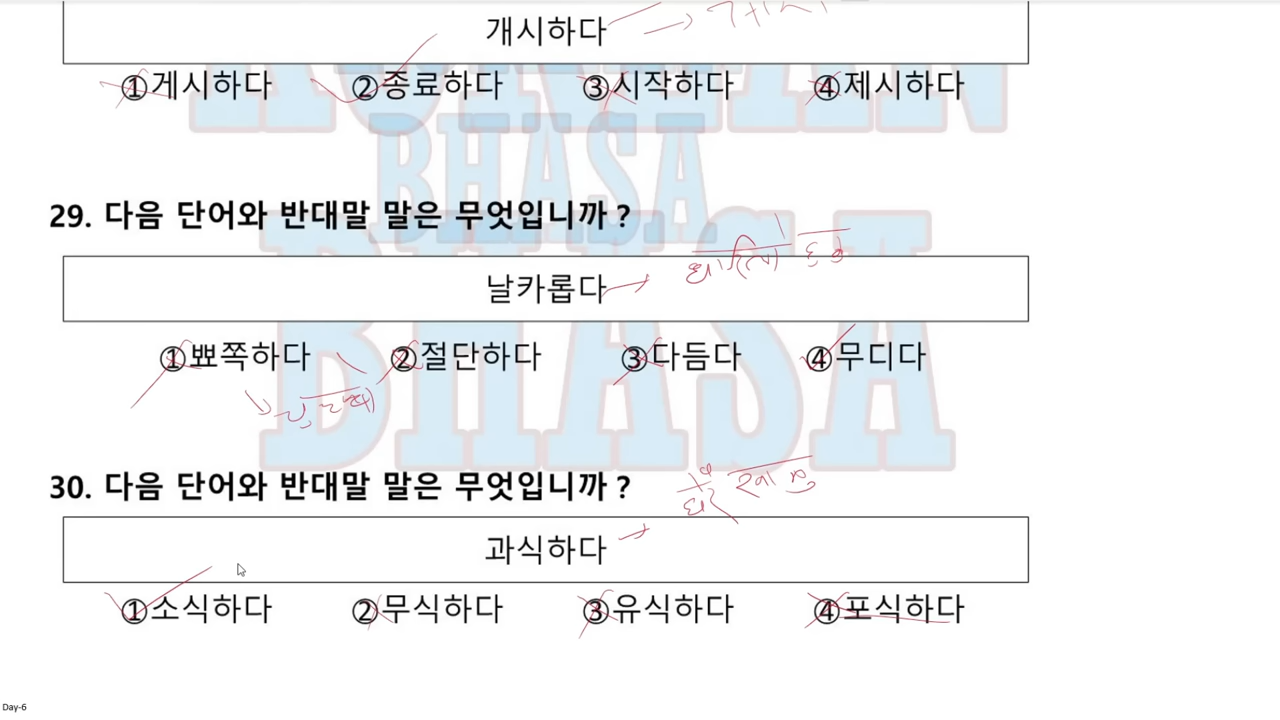 개시하다
①게시하다 ②종료하다 ③시작하다 ④제시하다
29. 다음 단어와 반대말 말은 무엇입니까 ?
날카롭다
①뾰쪽하다 ②절단하다 ③다듬다 ④무디다
30. 다음 단어와 반대말 말은 무엇입니까 ?
과식하다
①소식하다 ②무식하다 ③유식하다 ④포식하다
BHASA
BHASA
Day-6